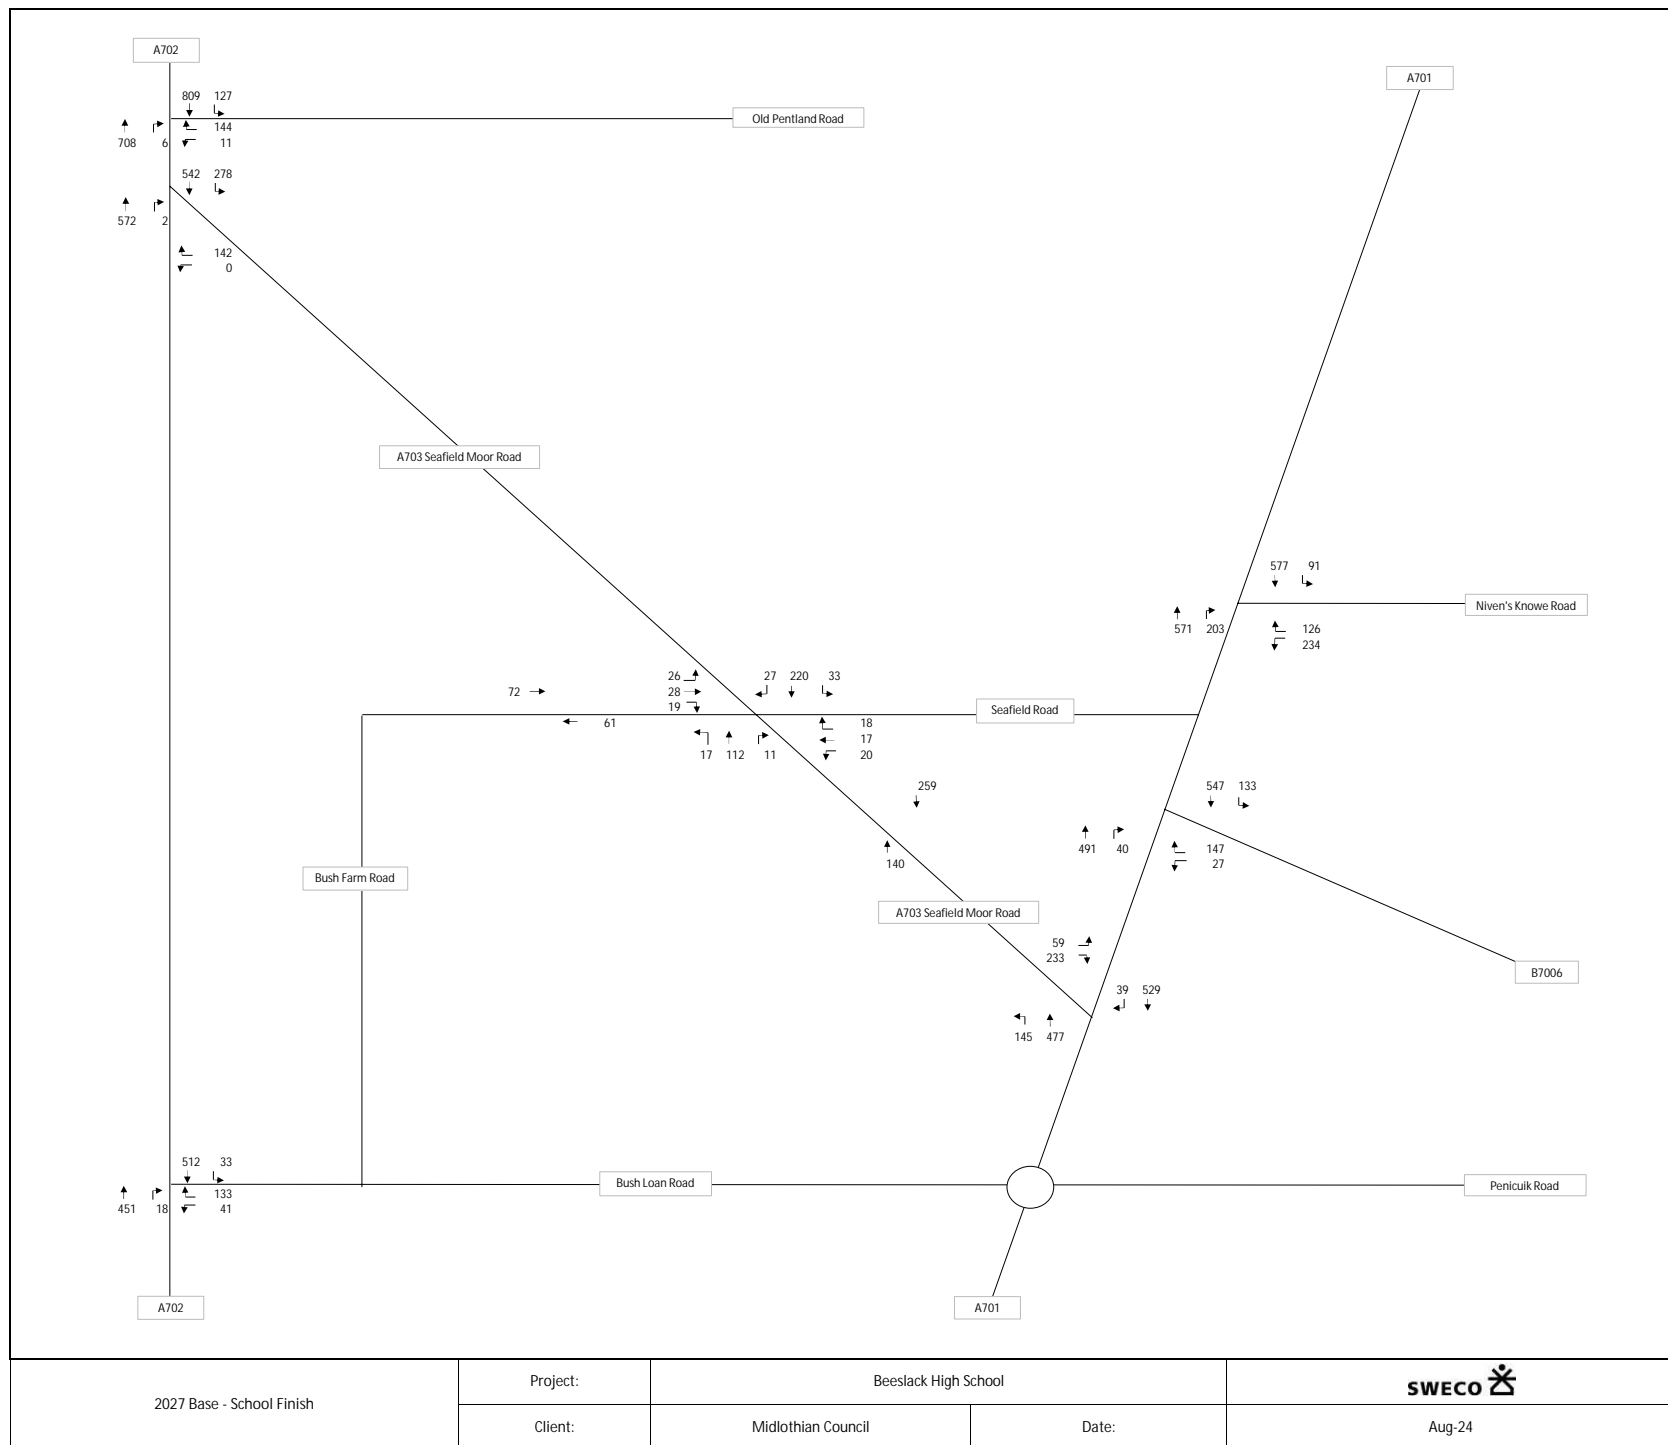 A702
A701
809 127
Old Pentland Road
144
708 6 11
542 278
572 2
142
0
A703 Seafield Moor Road
577 91
Niven's Knowe Road
571 203 126
234
26 27 220 33
72 28
19
Seafield Road
61 18
17
17 112 11 20
259
547 133
491 40 147
27
140
Bush Farm Road
A703 Seafield Moor Road
59
233
B7006
39 529
145 477
512 33
Bush Loan Road
Penicuik Road
133
451 18 41
A702
A701
2027 Base - School Finish
Project: Beeslack High School
SWECO
Client: Midlothian Council Date: Aug-24